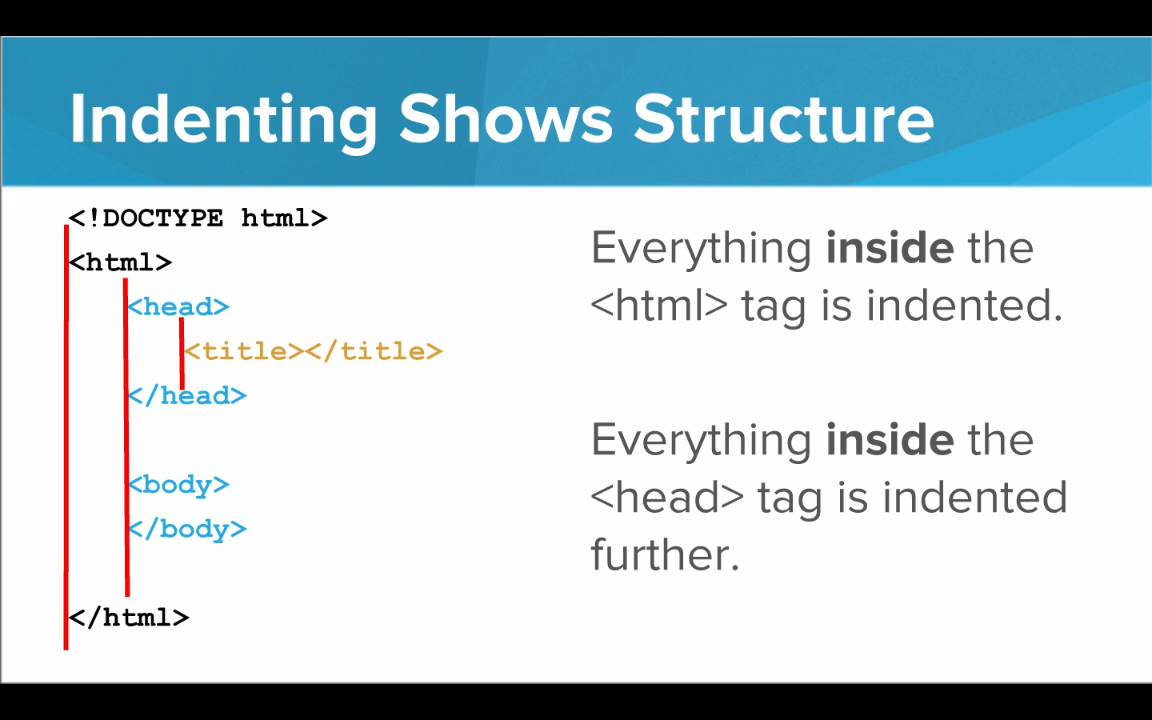 Indenting Shows Structure
<!DOCTYPE html>
<html>
<head>
<title></title>
</head>
<body>
</body>
</html>
Everything inside the
<html> tag is indented.
Everything inside the
<head> tag is indented
further.